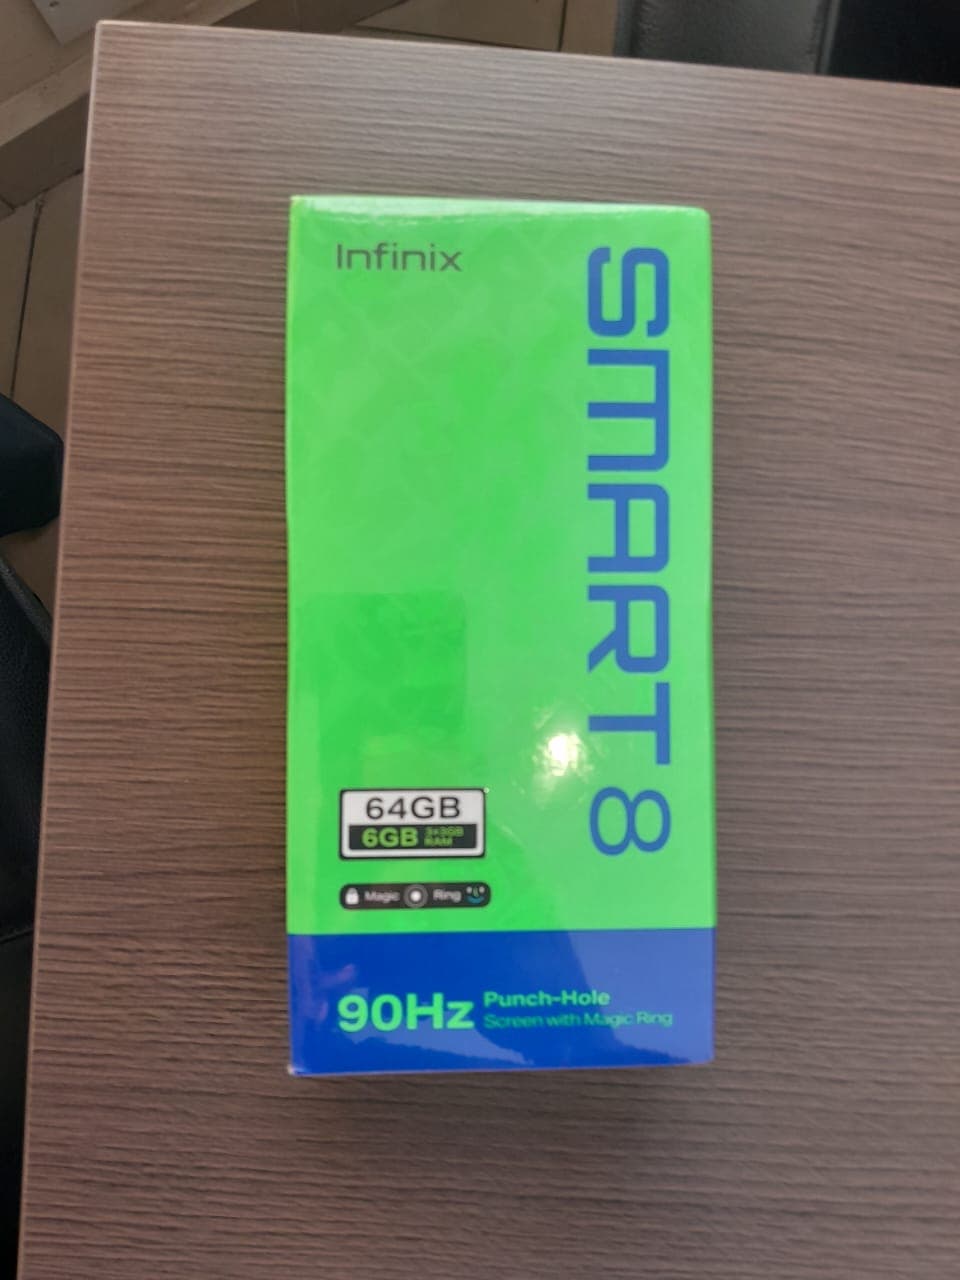 Infinix
SMART 8
64GB
6GB 3+3GB RAM
Magic Ring
90Hz Punch-Hole
Screen with Magic Ring